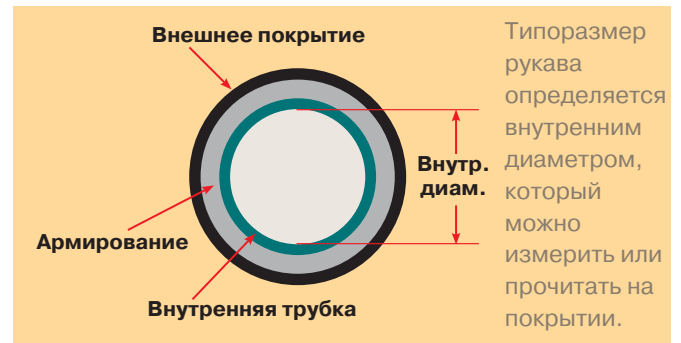 Внешнее покрытие
Армирование
Внутренняя трубка
Внутр.
диам.
Типоразмер
рукава
определяется
внутренним
диаметром,
который
можно
измерить или
прочитать на
покрытии.